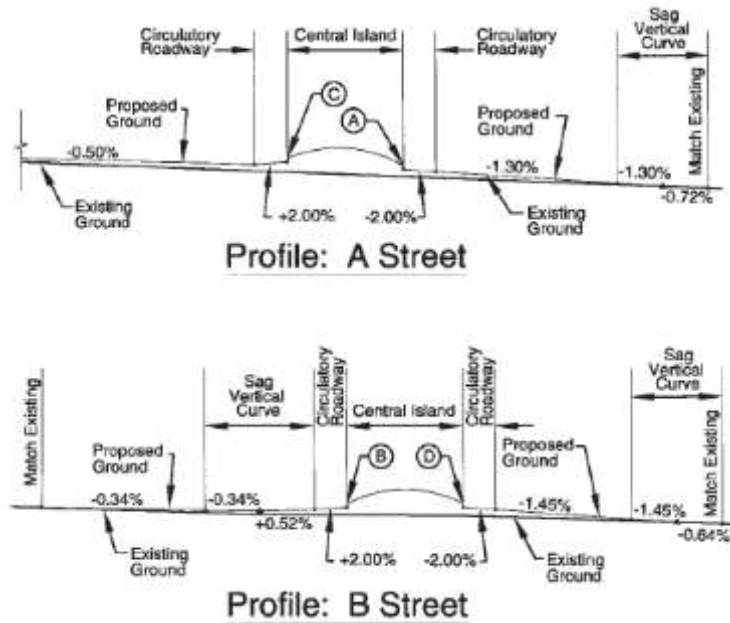 Circulatory
Roadway
Central Island
Circulatory
Roadway
Sag
Vertical
Curve
Match Existing
Proposed
Ground
C
A
Proposed
Ground
-0.50%
-1.30%
-1.30%
-0.72%
Existing
Ground
+2.00%
-2.00%
Existing
Ground
Profile: A Street
Match Existing
Sag
Vertical
Curve
Circulatory
Roadway
Central Island
Circulatory
Roadway
Sag
Vertical
Curve
Match Existing
Proposed
Ground
B
D
Proposed
Ground
-0.34%
-0.34%
+0.52%
-1.45%
-1.45%
-0.64%
Existing
Ground
+2.00%
-2.00%
Existing
Ground
Profile: B Street